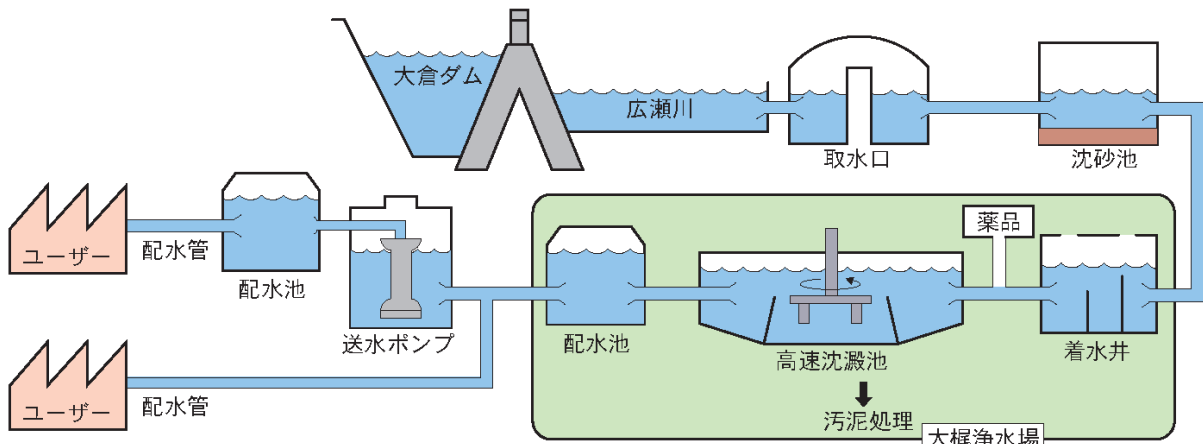 大倉ダム
広瀬川
取水口
沈砂池
ユーザー
配水管
配水池
送水ポンプ
配水池
高速沈澱池
薬品
着水井
汚泥処理
大梶浄水場
ユーザー
配水管